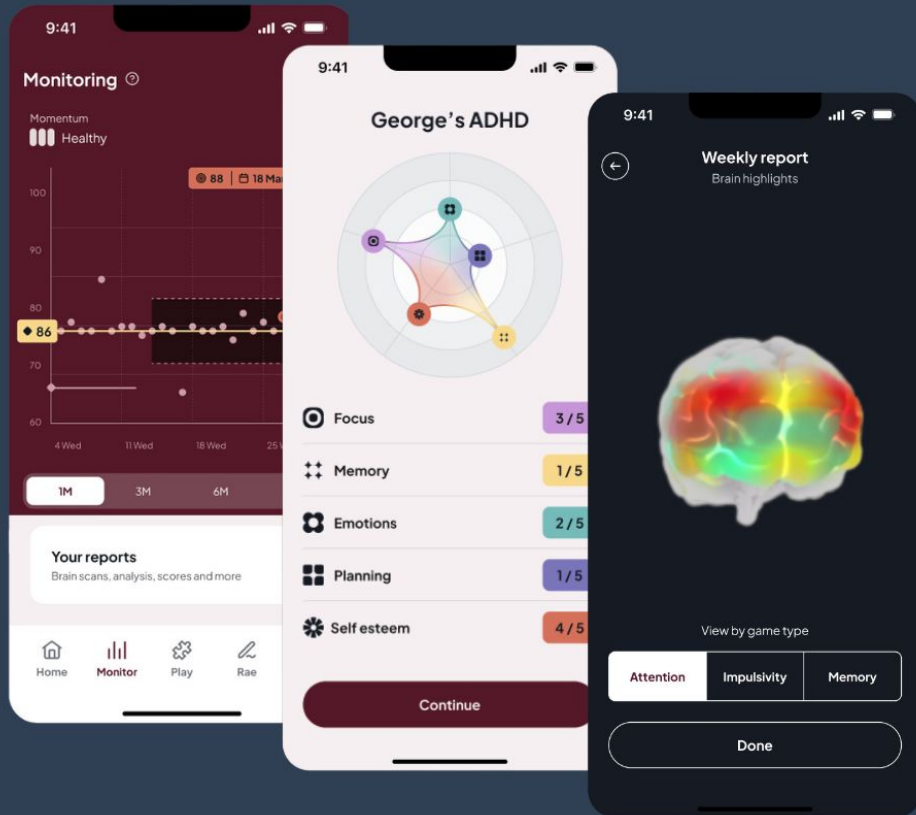 9:41
Monitoring
Momentum
Healthy
88 18 Ma
100
90
80
86
70
60
4 Wed 11 Wed 18 Wed 25
1M 3M 6M
Your reports
Brain scans, analysis, scores and more
Home Monitor Play Rae
9:41
George's ADHD
Focus 3 / 5
Memory 1 / 5
Emotions 2 / 5
Planning 1 / 5
Self esteem 4 / 5
Continue
9:41
Weekly report
Brain highlights
View by game type
Attention Impulsivity Memory
Done